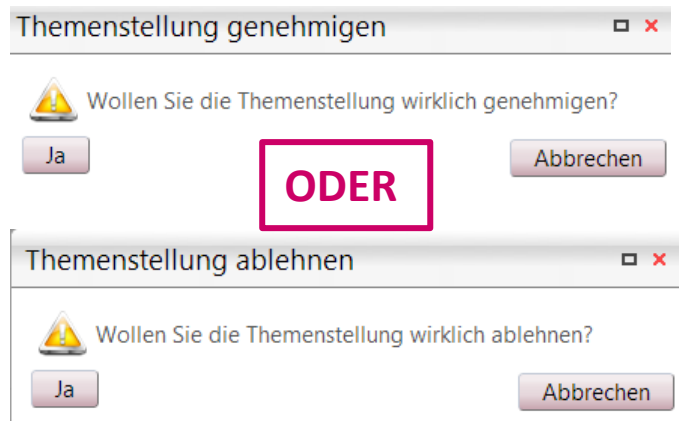 Themenstellung genehmigen
Wollen Sie die Themenstellung wirklich genehmigen?
Ja
Abbrechen
ODER
Themenstellung ablehnen
Wollen Sie die Themenstellung wirklich ablehnen?
Ja
Abbrechen